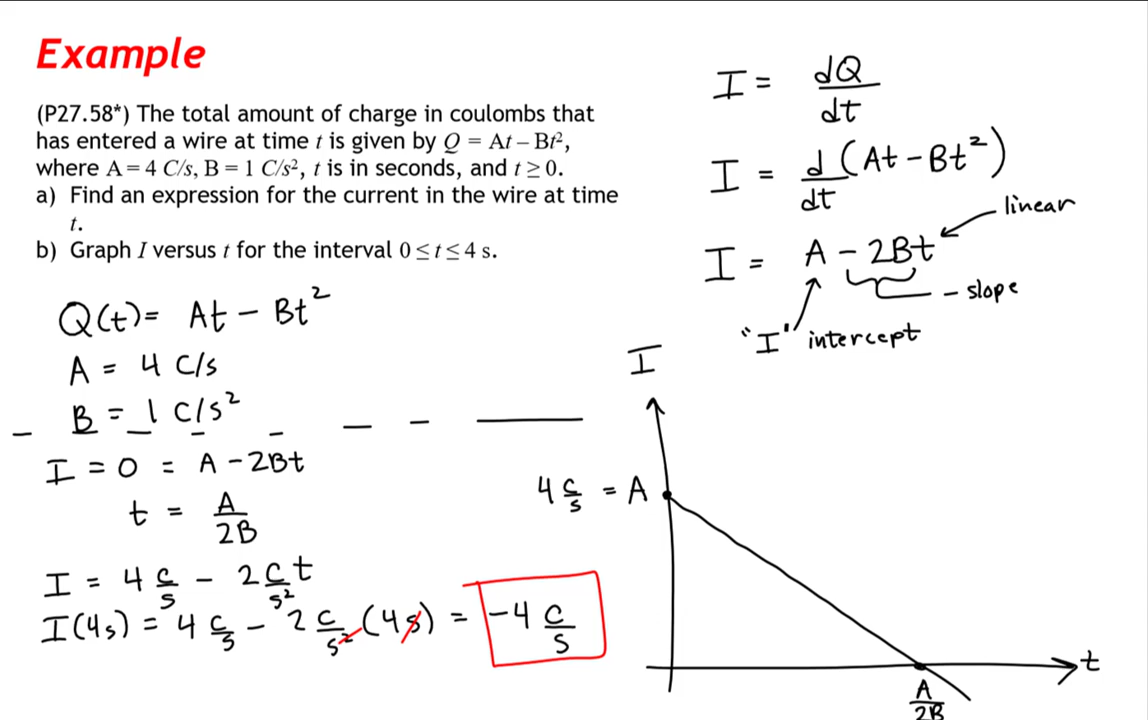 Example
(P27.58*) The total amount of charge in coulombs that
has entered a wire at time t is given by Q = At – Bt²,
where A = 4 C/s, B = 1 C/s², t is in seconds, and t ≥ 0.
a) Find an expression for the current in the wire at time
t.
b) Graph I versus t for the interval 0 ≤ t ≤ 4 s.
Q(t) = At - Bt²
A = 4 C/s
B = 1 C/s²
I = 0 = A - 2Bt
t = A/2B
I = 4 C/s - 2 C/s² t
I(4s) = 4 C/s - 2 C/s² (4s) = -4 C/s
I = dQ/dt
I = d/dt (At - Bt²)
linear
I = A - 2Bt
- slope
"I" intercept
I
4 C/s = A
t
A/2B